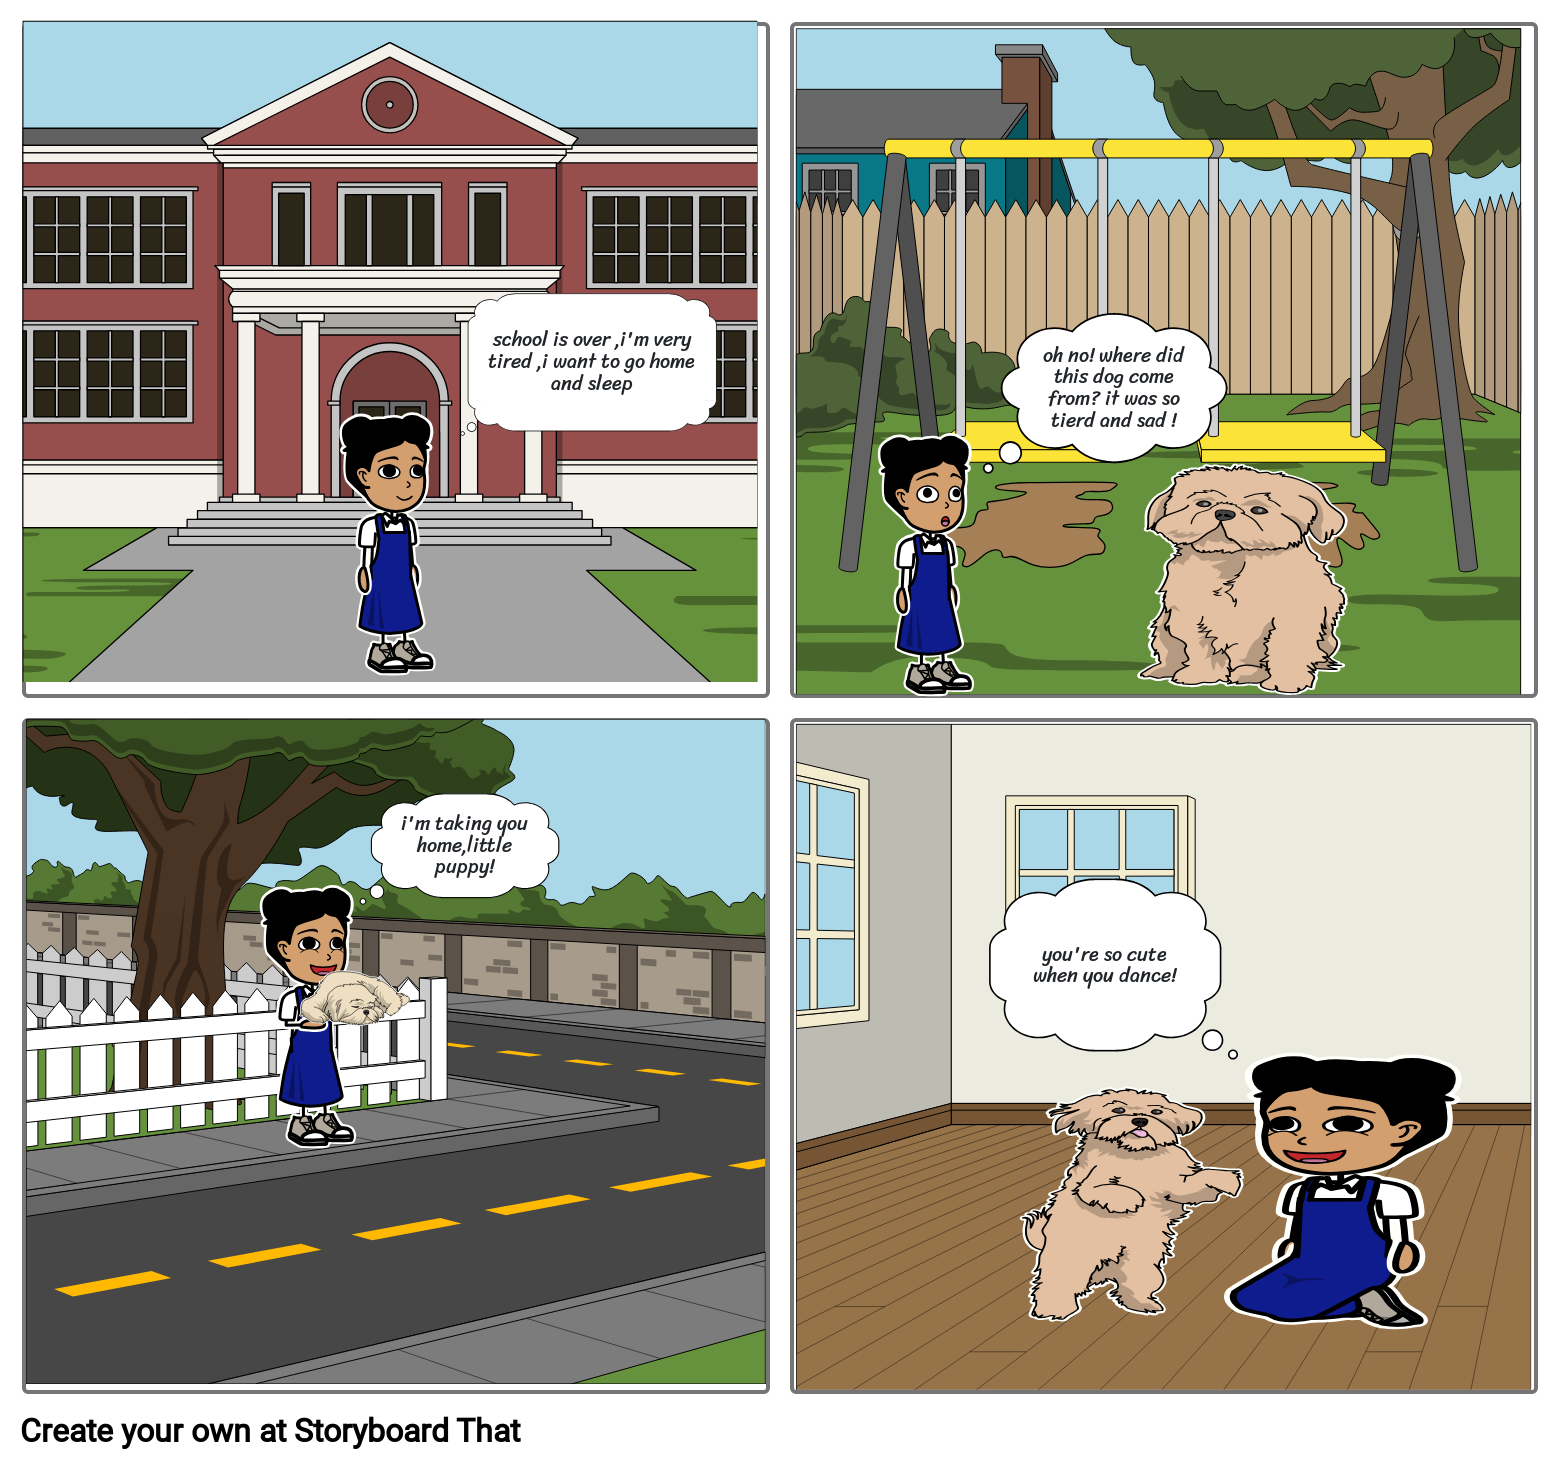 school is over ,i'm very
tired ,i want to go home
and sleep
oh no! where did
this dog come
from? it was so
tierd and sad !
i'm taking you
home,little
puppy!
you're so cute
when you dance!
Create your own at Storyboard That